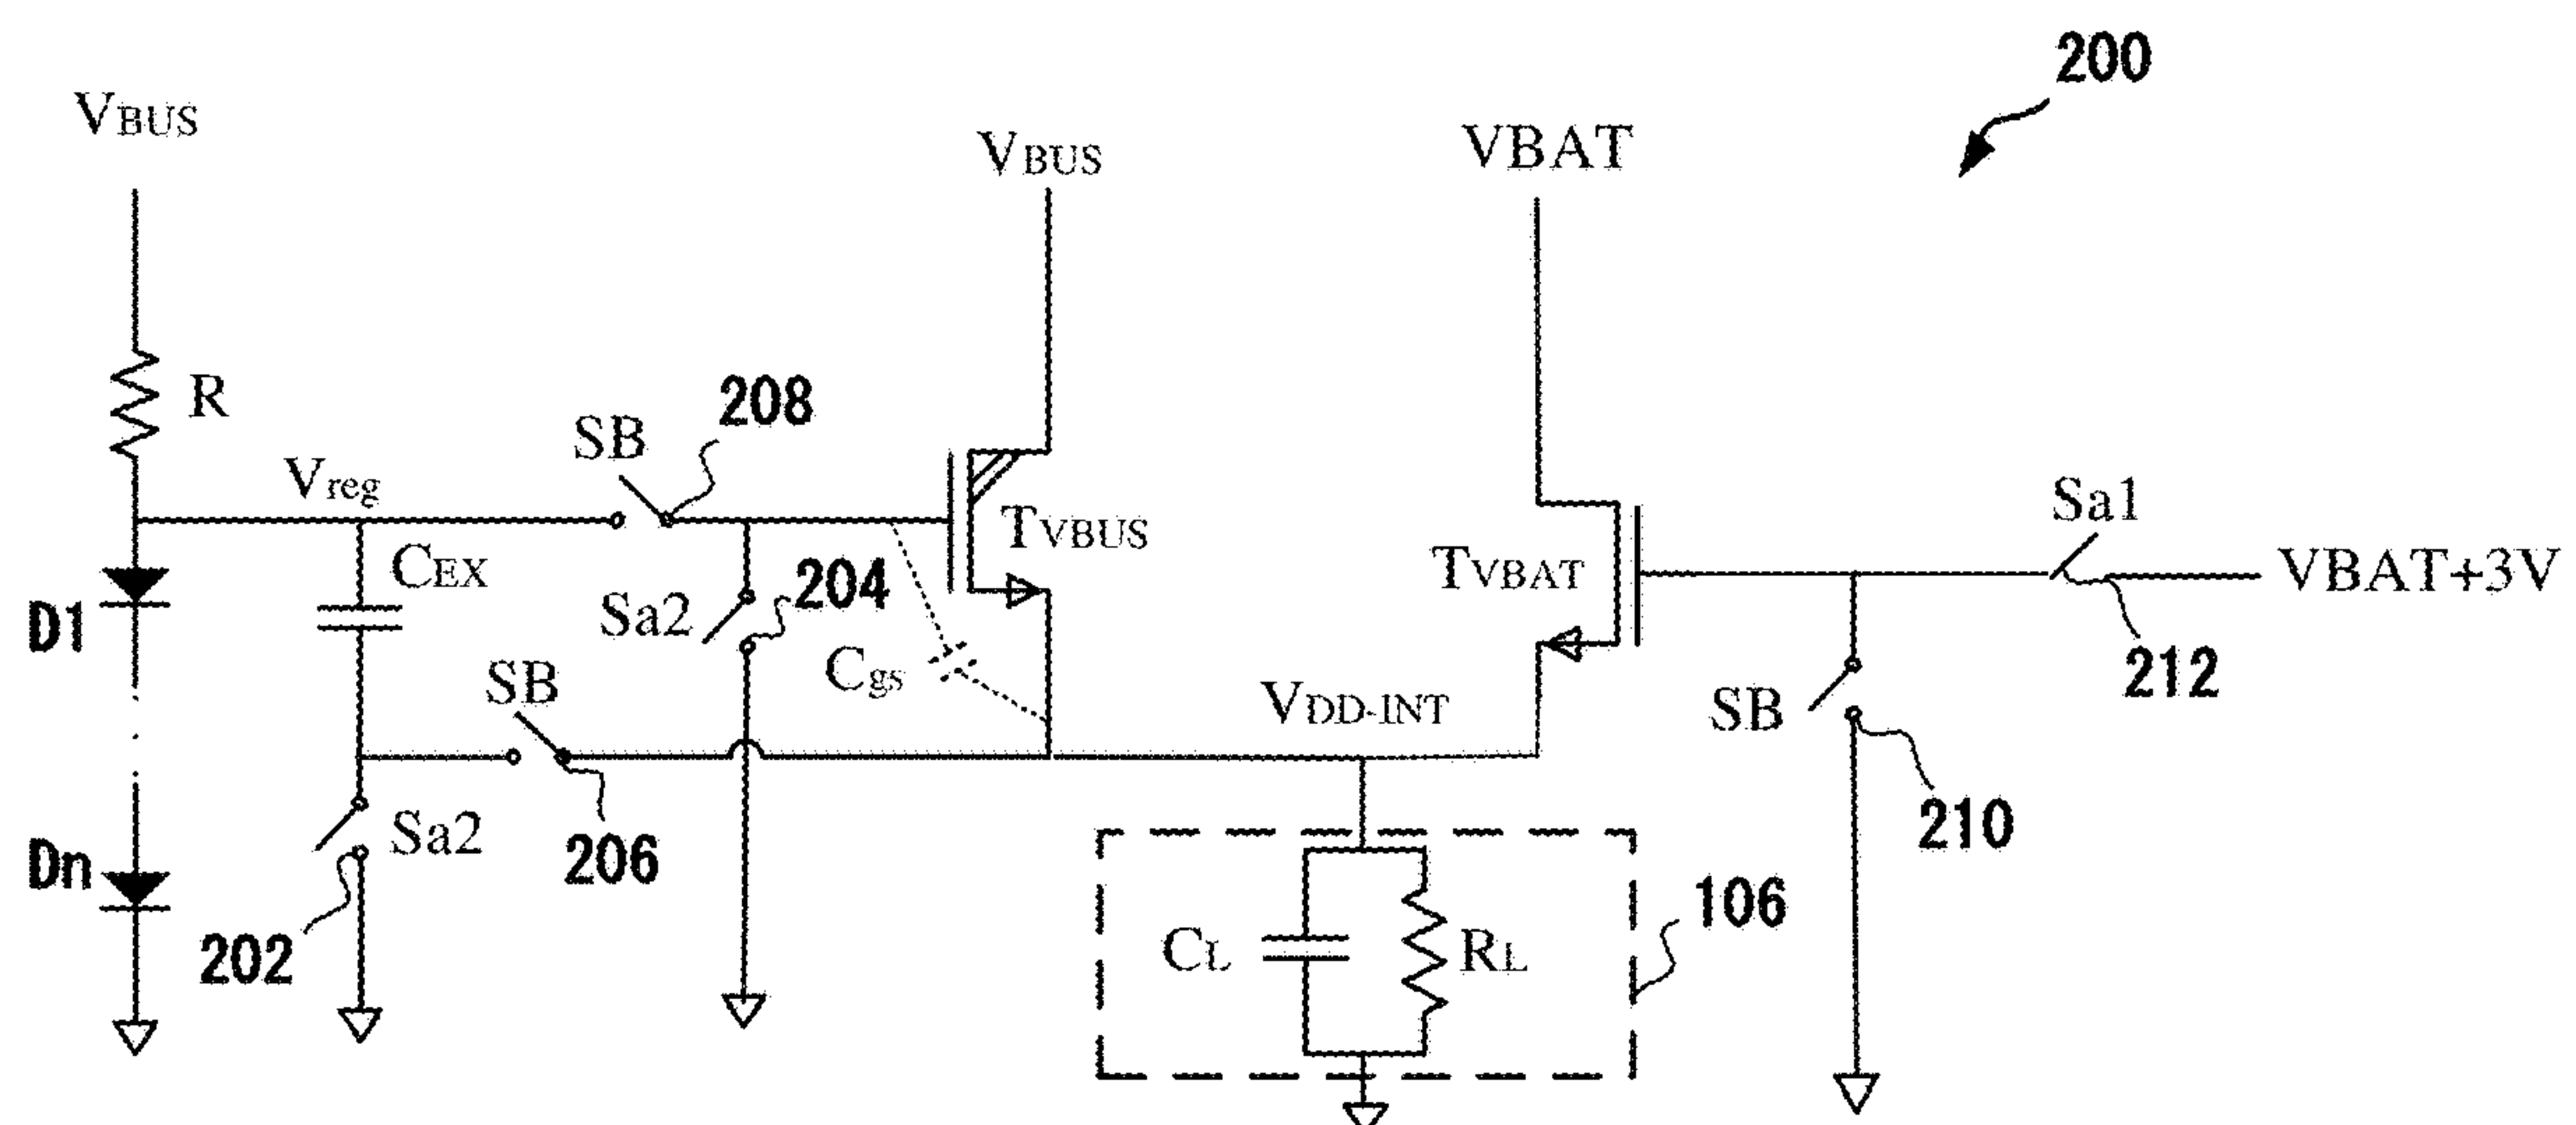 200
VBUS
VBUS
VBAT
R
208
SB
Vreg
Sa1
TVBUS
TVBAT
VBAT+3V
CEX
204
Sa2
D1
Cgs
212
SB
VDD-INT
SB
Sa2
206
210
Dn
106
202
CL
RL